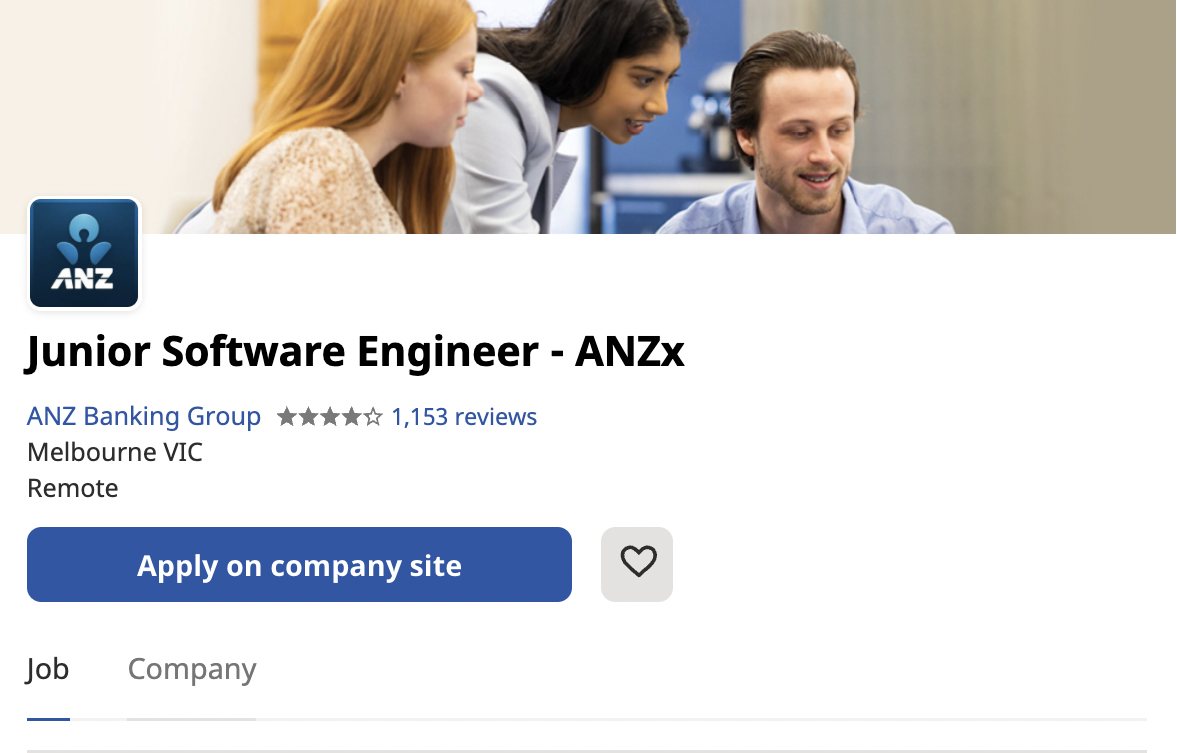 ANZ
Junior Software Engineer - ANZx
ANZ Banking Group 1,153 reviews
Melbourne VIC
Remote
Apply on company site
Job Company